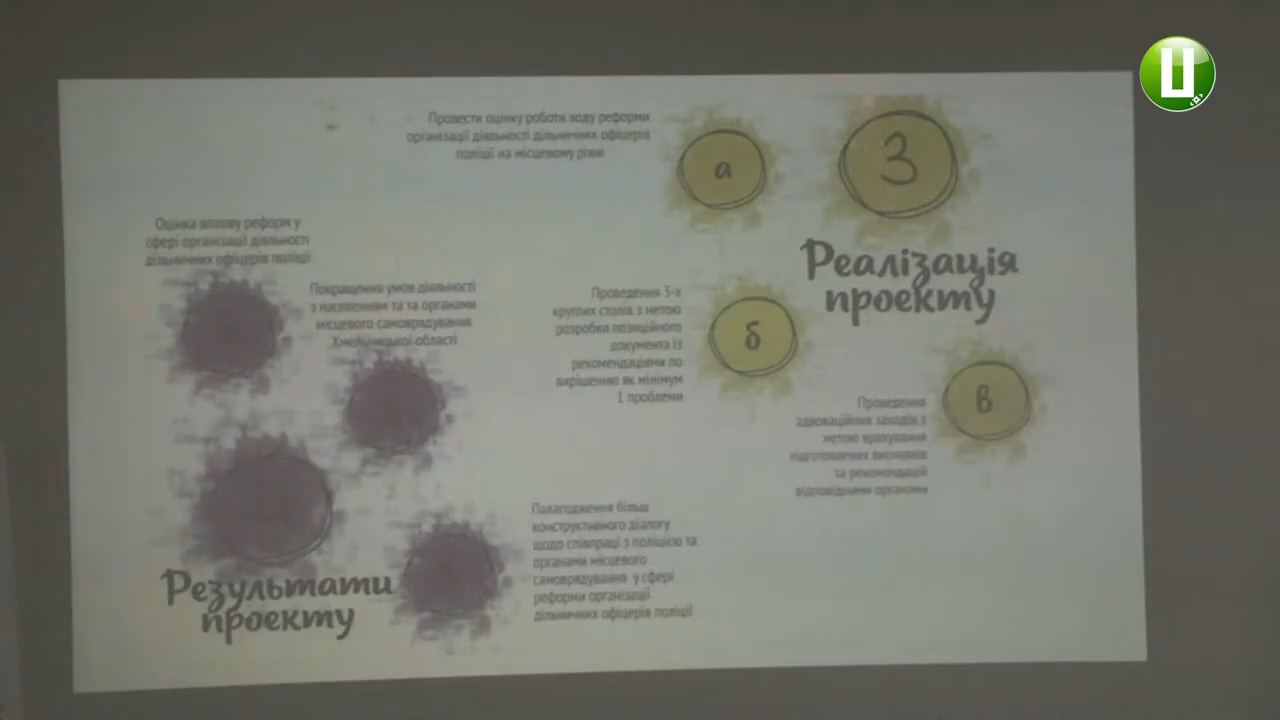 Ц
3
Реалізація
проекту
а
Провести оцінку роботи ходу реформи
організації діяльності дільничних офіцерів
поліції на місцевому рівні
б
Проведення 3-х
круглих столів з метою
розробки позиційного
документа із
рекомендаціями по
вирішенню як мінімум
1 проблеми
в
Проведення
адвокаційних заходів з
метою врахування
підготовлених висновків
та рекомендацій
відповідними органами
Оцінка впливу реформ у
сфері організації діяльності
дільничних офіцерів поліції
Покращення умов діяльності
з населенням та та органами
місцевого самоврядування
Хмельницької області
Результати
проекту
Палагодження більш
конструктивного діалогу
щодо співпраці з поліцією та
органами місцевого
самоврядування у сфері
реформи організації
дільничних офіцерів поліції